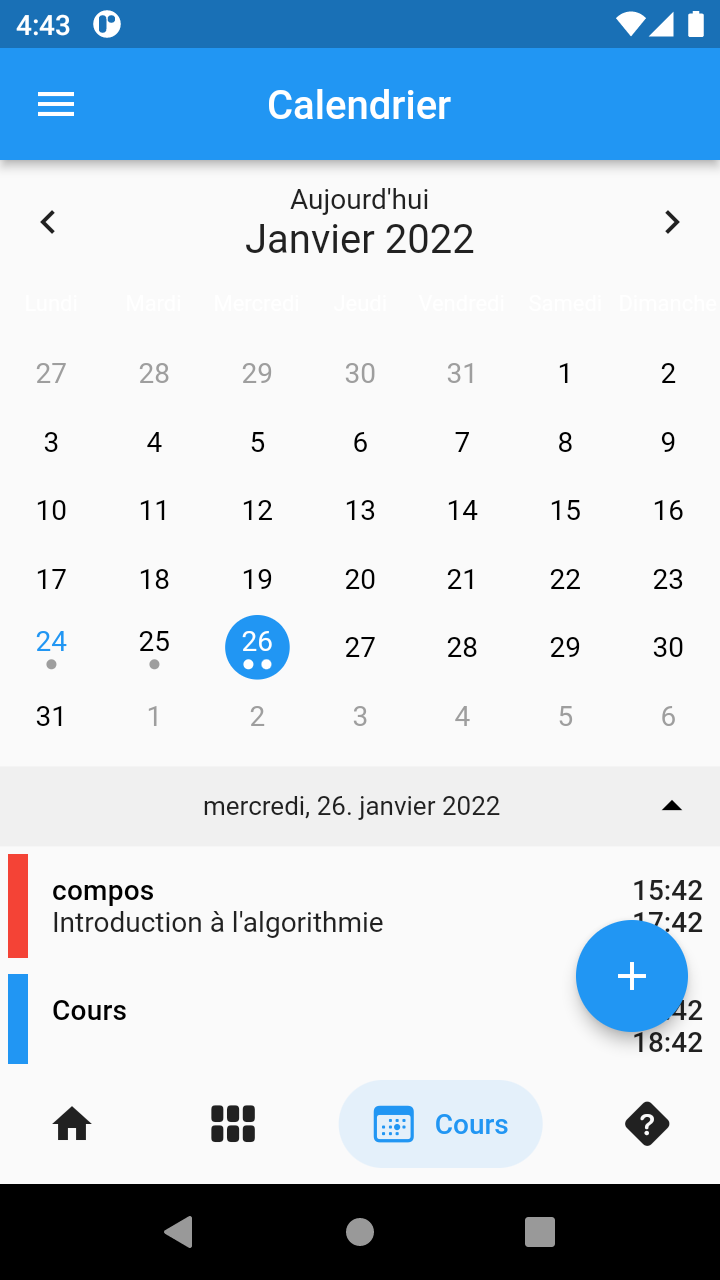 4:43
Calendrier
Aujourd'hui
Janvier 2022
Lundi Mardi Mercredi Jeudi Vendredi Samedi Dimanche
27 28 29 30 31 1 2
3 4 5 6 7 8 9
10 11 12 13 14 15 16
17 18 19 20 21 22 23
24 25 26 27 28 29 30
31 1 2 3 4 5 6
mercredi, 26. janvier 2022
compos 15:42
Introduction à l'algorithmie 17:42
Cours 42
18:42
+
Cours ?